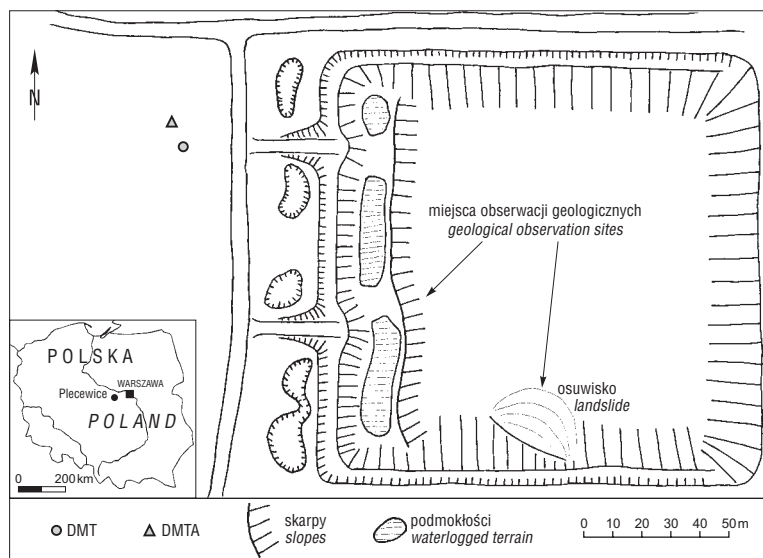 N
miejsca obserwacji geologicznych
geological observation sites
osuwisko
landslide
POLSKA
Plecewice
WARSZAWA
POLAND
0 200 km
DMT
DMTA
skarpy
slopes
podmokłości
waterlogged terrain
0 10 20 30 40 50 m